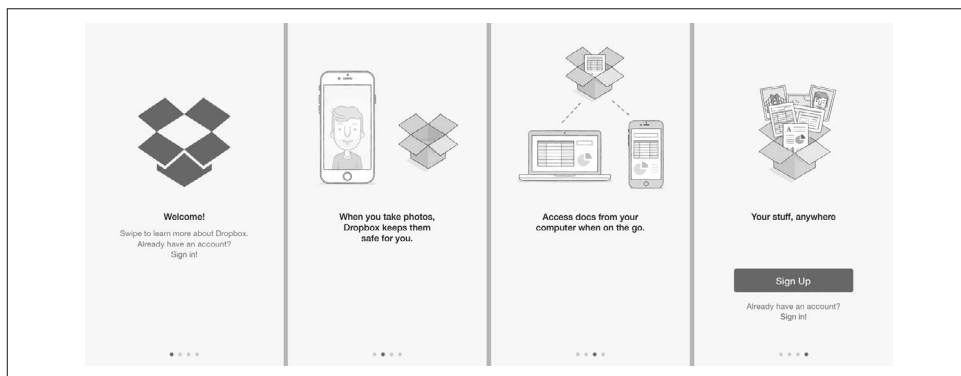 Welcome!
Swipe to learn more about Dropbox.
Already have an account?
Sign in!
When you take photos,
Dropbox keeps them
safe for you.
Access docs from your
computer when on the go.
A
Your stuff, anywhere
Sign Up
Already have an account?
Sign in!